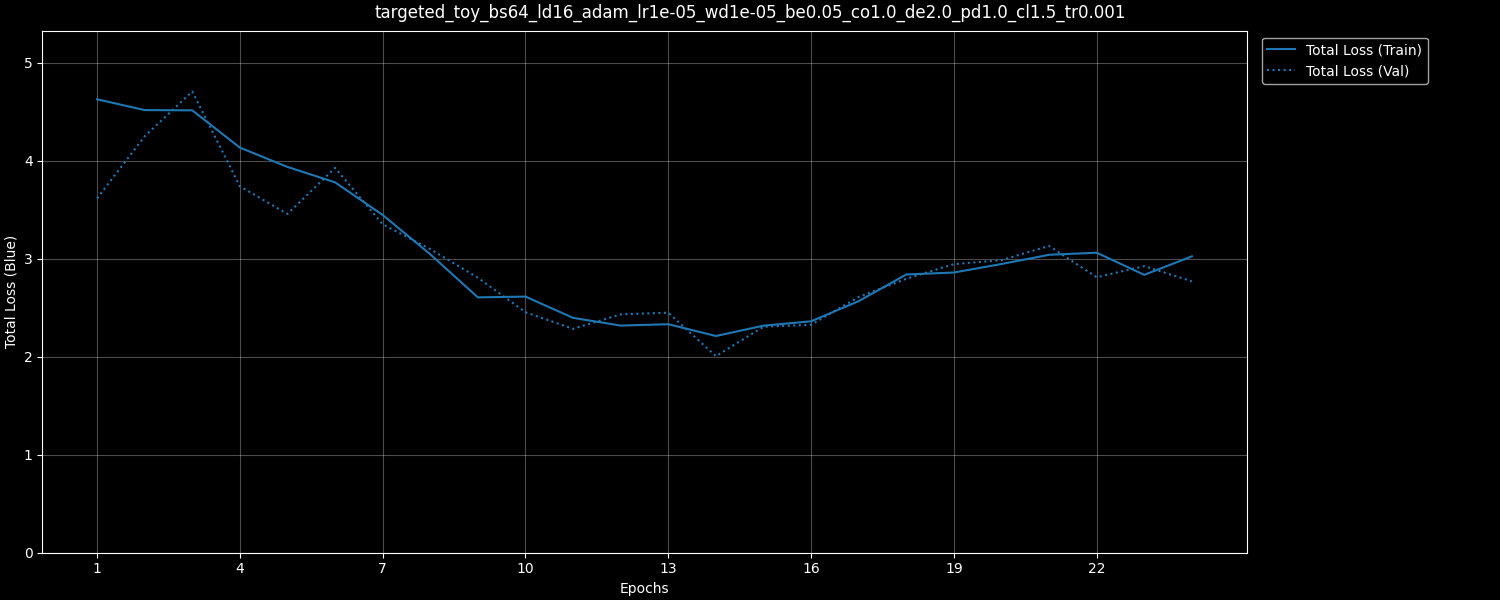 targeted_toy_bs64_ld16_adam_lr1e-05_wd1e-05_be0.05_co1.0_de2.0_pd1.0_cl1.5_tr0.001
Total Loss (Train)
Total Loss (Val)
Total Loss (Blue)
5
4
3
2
1
0
1 4 7 10 13 16 19 22
Epochs